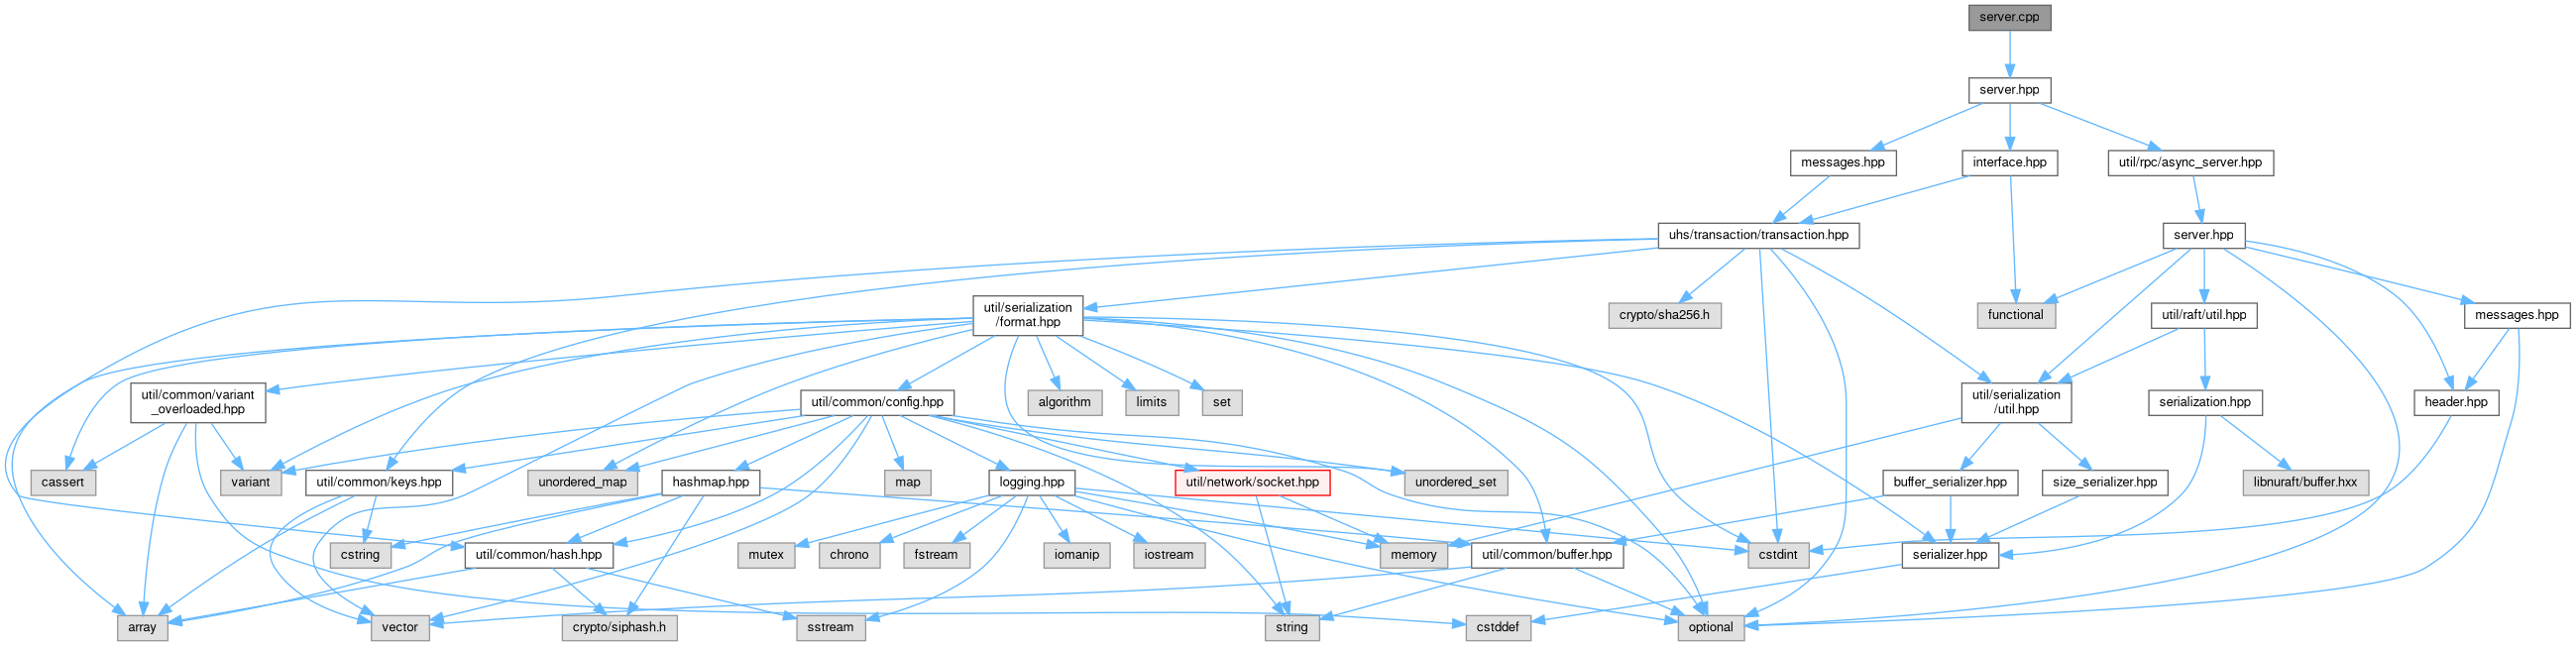 server.cpp
server.hpp
messages.hpp
interface.hpp
util/rpc/async_server.hpp
uhs/transaction/transaction.hpp
server.hpp
util/serialization
/format.hpp
crypto/sha256.h
functional
util/raft/util.hpp
messages.hpp
util/common/variant
_overloaded.hpp
util/common/config.hpp
algorithm
limits
set
util/serialization
/util.hpp
serialization.hpp
header.hpp
cassert
variant
util/common/keys.hpp
unordered_map
hashmap.hpp
map
logging.hpp
util/network/socket.hpp
unordered_set
buffer_serializer.hpp
size_serializer.hpp
libnuraft/buffer.hxx
cstring
util/common/hash.hpp
mutex
chrono
fstream
iomanip
iostream
memory
util/common/buffer.hpp
cstdint
serializer.hpp
array
vector
crypto/siphash.h
sstream
string
cstddef
optional